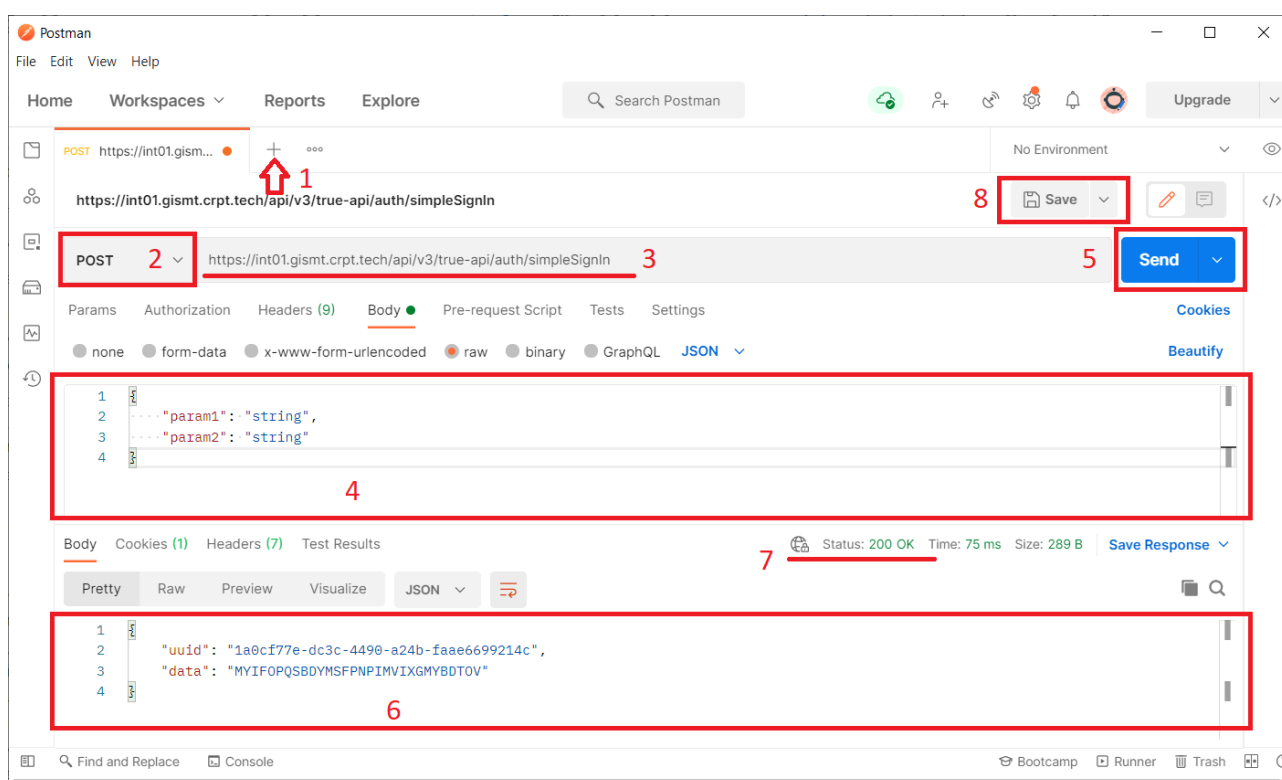 Postman
File Edit View Help
Home Workspaces Reports Explore Search Postman Upgrade
POST https://int01.gism... No Environment
1
https://int01.gismt.crpt.tech/api/v3/true-api/auth/simpleSignIn 8 Save
POST 2 https://int01.gismt.crpt.tech/api/v3/true-api/auth/simpleSignIn 3 5 Send
Params Authorization Headers (9) Body Pre-request Script Tests Settings Cookies
none form-data x-www-form-urlencoded raw binary GraphQL JSON Beautify
1 {
2 "param1": "string",
3 "param2": "string"
4 }
4
Body Cookies (1) Headers (7) Test Results Status: 200 OK Time: 75 ms Size: 289 B Save Response
7
Pretty Raw Preview Visualize JSON
1 {
2 "uuid": "1a0cf77e-dc3c-4490-a24b-faae6699214c",
3 "data": "MYIFOPQSBDYMSFPNPIMVIXGMYBDTOV"
4 }
6
Find and Replace Console Bootcamp Runner Trash